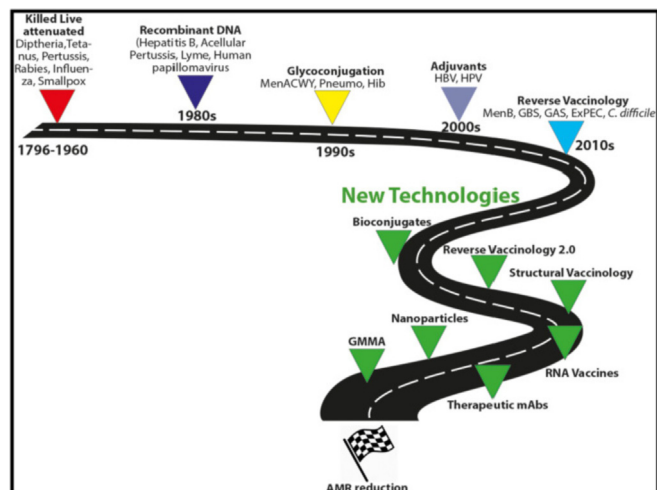 Killed Live
attenuated
Diptheria,Teta-
nus, Pertussis,
Rabies, Influen-
za, Smallpox
1796-1960
Recombinant DNA
(Hepatitis B, Acellular
Pertussis, Lyme, Human
papillomavirus
1980s
Glycoconjugation
MenACWY, Pneumo, Hib
1990s
Adjuvants
HBV, HPV
2000s
Reverse Vaccinology
MenB, GBS, GAS, ExPEC, C. difficile
2010s
New Technologies
Bioconjugates
Reverse Vaccinology 2.0
Structural Vaccinology
Nanoparticles
GMMA
RNA Vaccines
Therapeutic mAbs
AMR reduction